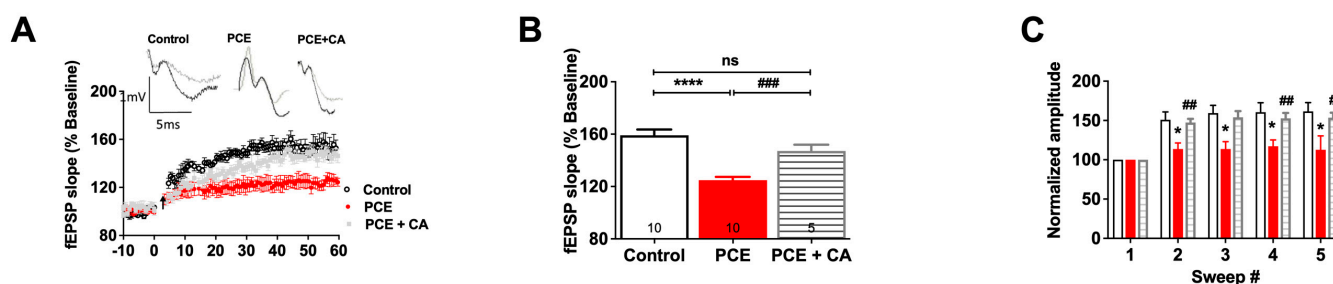 A
Control PCE PCE+CA
1mV
5ms
fEPSP slope (% Baseline)
200
160
120
80
-10 0 10 20 30 40 50 60
Control
PCE
PCE + CA
B
ns
**** ###
fEPSP slope (% Baseline)
200
160
120
80
10 10 5
Control PCE PCE + CA
C
Normalized amplitude
200
150
100
50
0
## ## #
* * * *
1 2 3 4 5
Sweep #